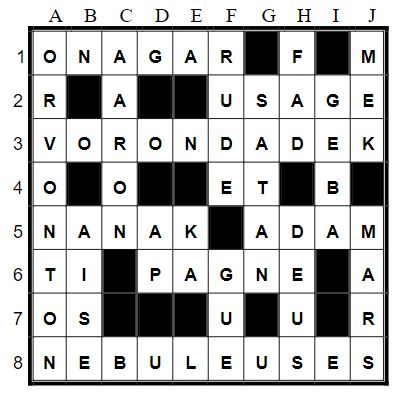 A B C D E F G H I J
1 O N A G A R F M
2 R A U S A G E
3 V O R O N D A D E K
4 O O E T B
5 N A N A K A D A M
6 T I P A G N E A
7 O S U U R
8 N E B U L E U S E S